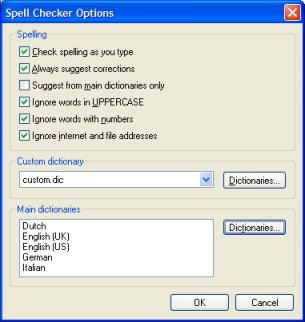 Spell Checker Options
Spelling
Check spelling as you type
Always suggest corrections
Suggest from main dictionaries only
Ignore words in UPPERCASE
Ignore words with numbers
Ignore internet and file addresses
Custom dictionary
custom.dic
Dictionaries...
Main dictionaries
Dutch
English (UK)
English (US)
German
Italian
Dictionaries...
OK
Cancel